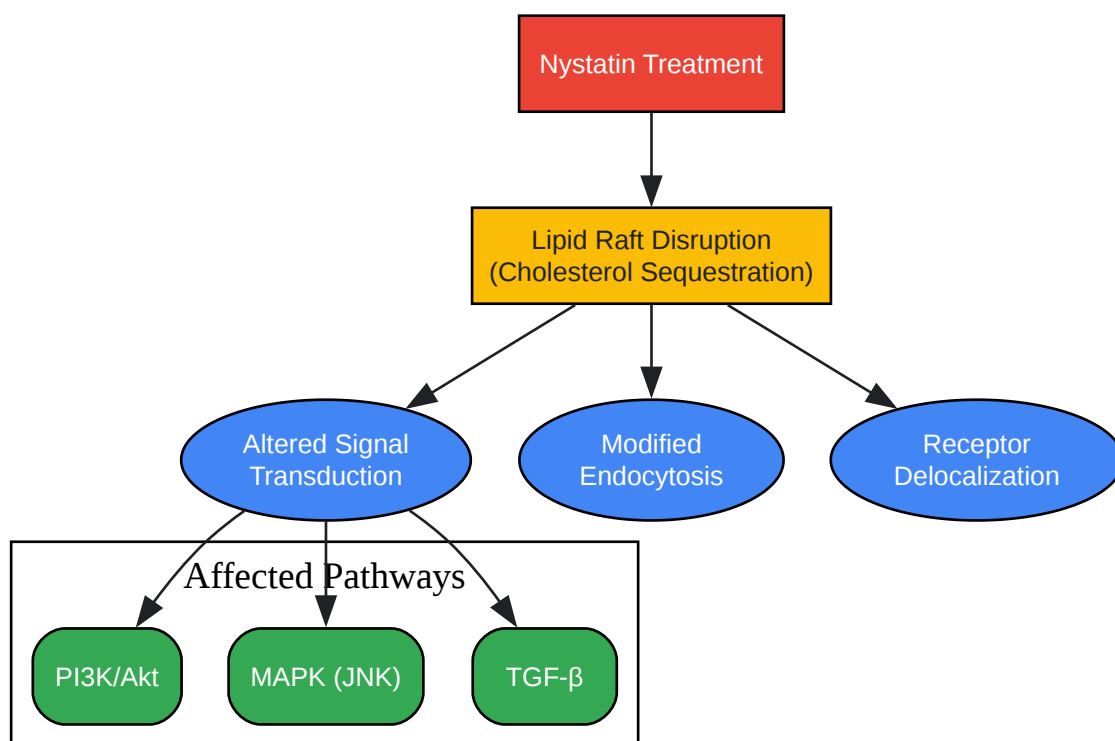 Nystatin Treatment
Lipid Raft Disruption
(Cholesterol Sequestration)
Altered Signal
Transduction
Modified
Endocytosis
Receptor
Delocalization
Affected Pathways
PI3K/Akt
MAPK (JNK)
TGF-β